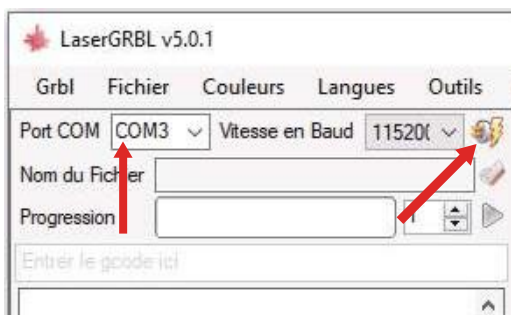 LaserGRBL v5.0.1
Grbl Fichier Couleurs Langues Outils
Port COM COM3 Vitesse en Baud 11520(
Nom du Fichier
Progression 1
Entrer le gcode ici